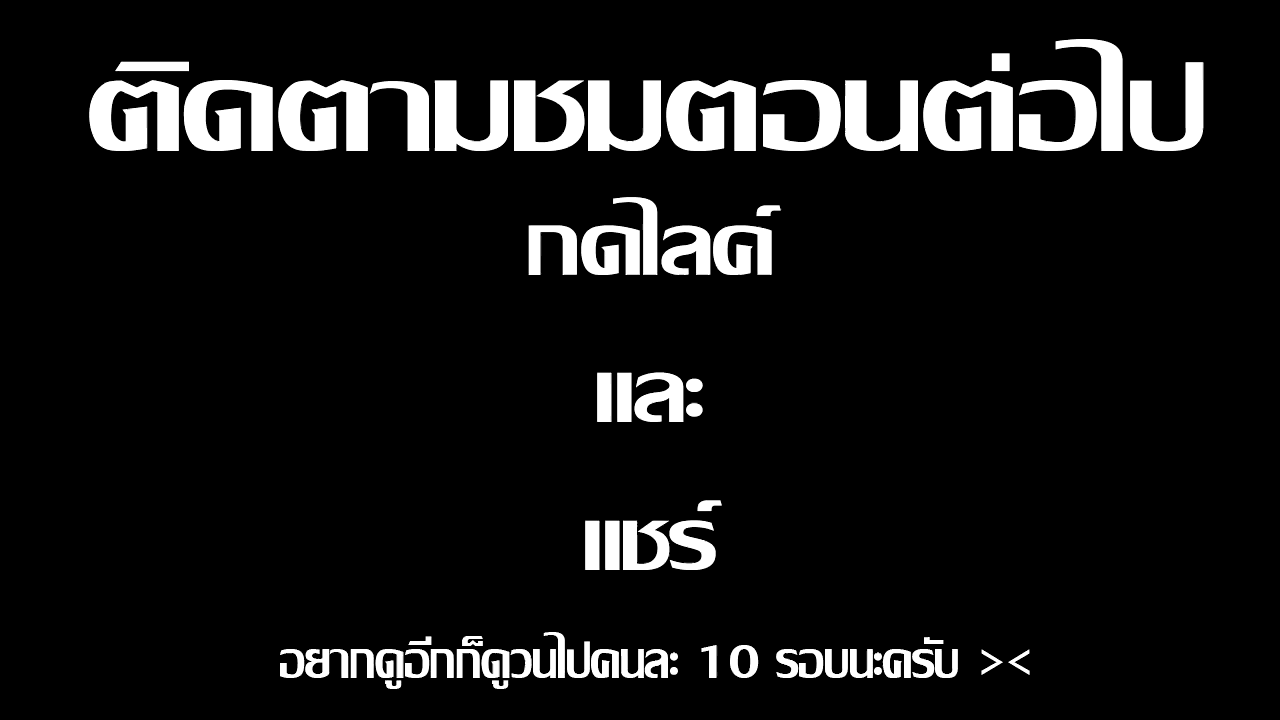 ติดตามชมตอนต่อไป
กดไลค์
และ
แชร์
อยากดูอีกก็ดูวนไปคนละ 10 รอบนะครับ ><